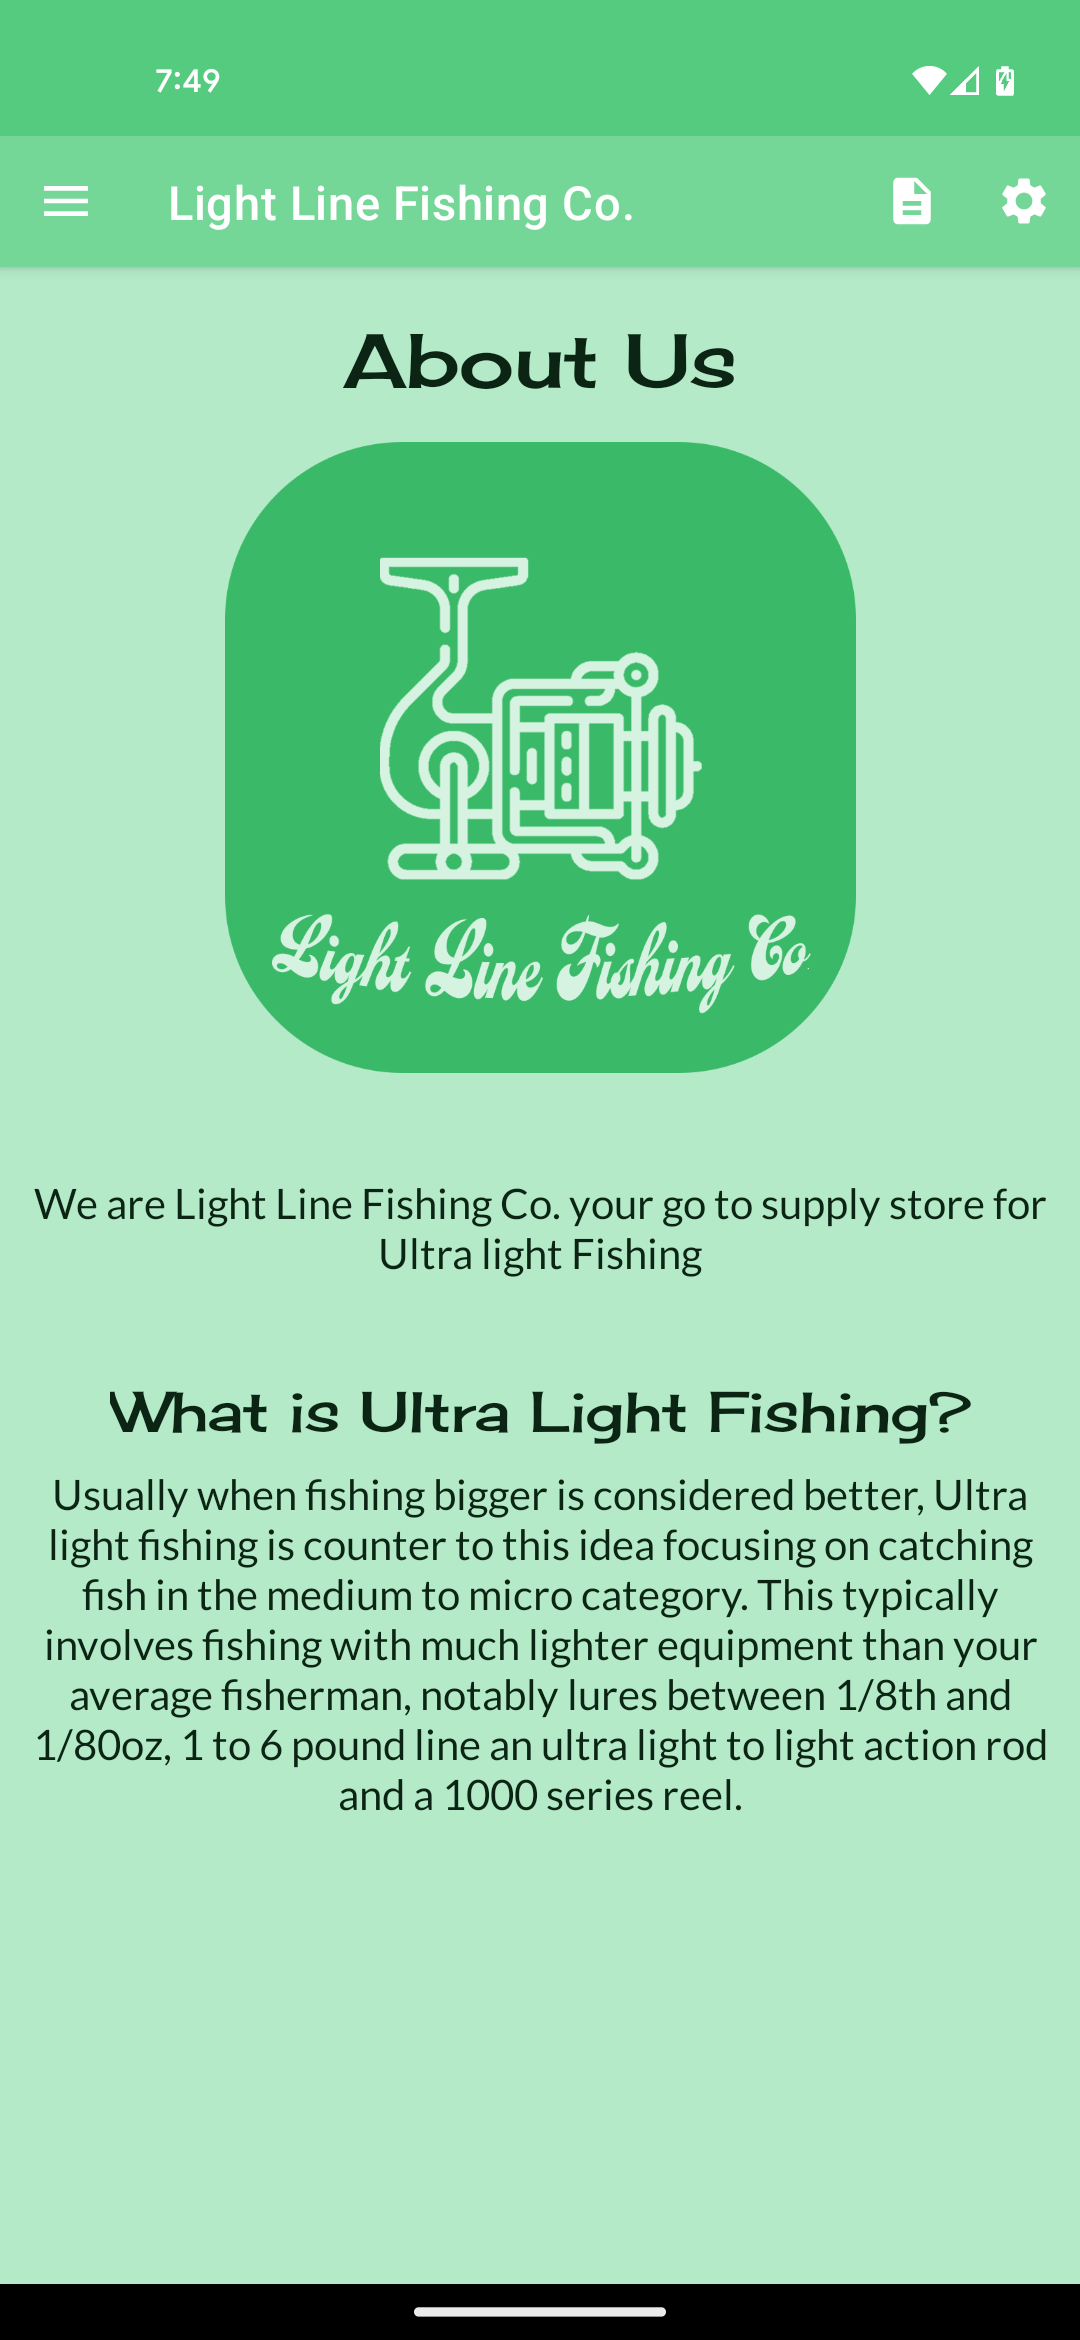 7:49
Light Line Fishing Co.
About Us
Light Line Fishing Co.
We are Light Line Fishing Co. your go to supply store for
Ultra light Fishing
What is Ultra Light Fishing?
Usually when fishing bigger is considered better, Ultra
light fishing is counter to this idea focusing on catching
fish in the medium to micro category. This typically
involves fishing with much lighter equipment than your
average fisherman, notably lures between 1/8th and
1/80oz, 1 to 6 pound line an ultra light to light action rod
and a 1000 series reel.